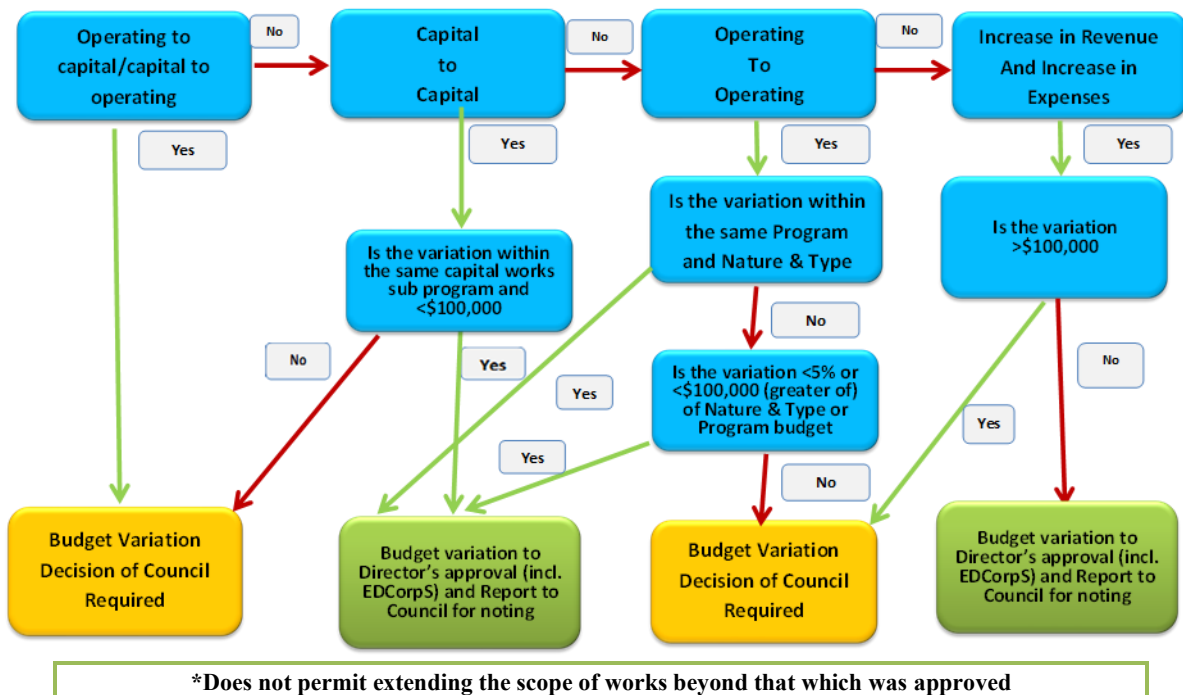 Operating to
capital/capital to
operating
No
Capital
to
Capital
No
Operating
To
Operating
No
Increase in Revenue
And Increase in
Expenses
Yes
Yes
Yes
Yes
Is the variation within
the same capital works
sub program and
<$100,000
Is the variation within
the same Program
and Nature & Type
Is the variation
>$100,000
No
No
Yes
Yes
Is the variation <5% or
<$100,000 (greater of)
of Nature & Type or
Program budget
No
Yes
Yes
No
Budget Variation
Decision of Council
Required
Budget variation to
Director's approval (incl.
EDCorpS) and Report to
Council for noting
Budget Variation
Decision of Council
Required
Budget variation to
Director's approval (incl.
EDCorpS) and Report to
Council for noting
*Does not permit extending the scope of works beyond that which was approved